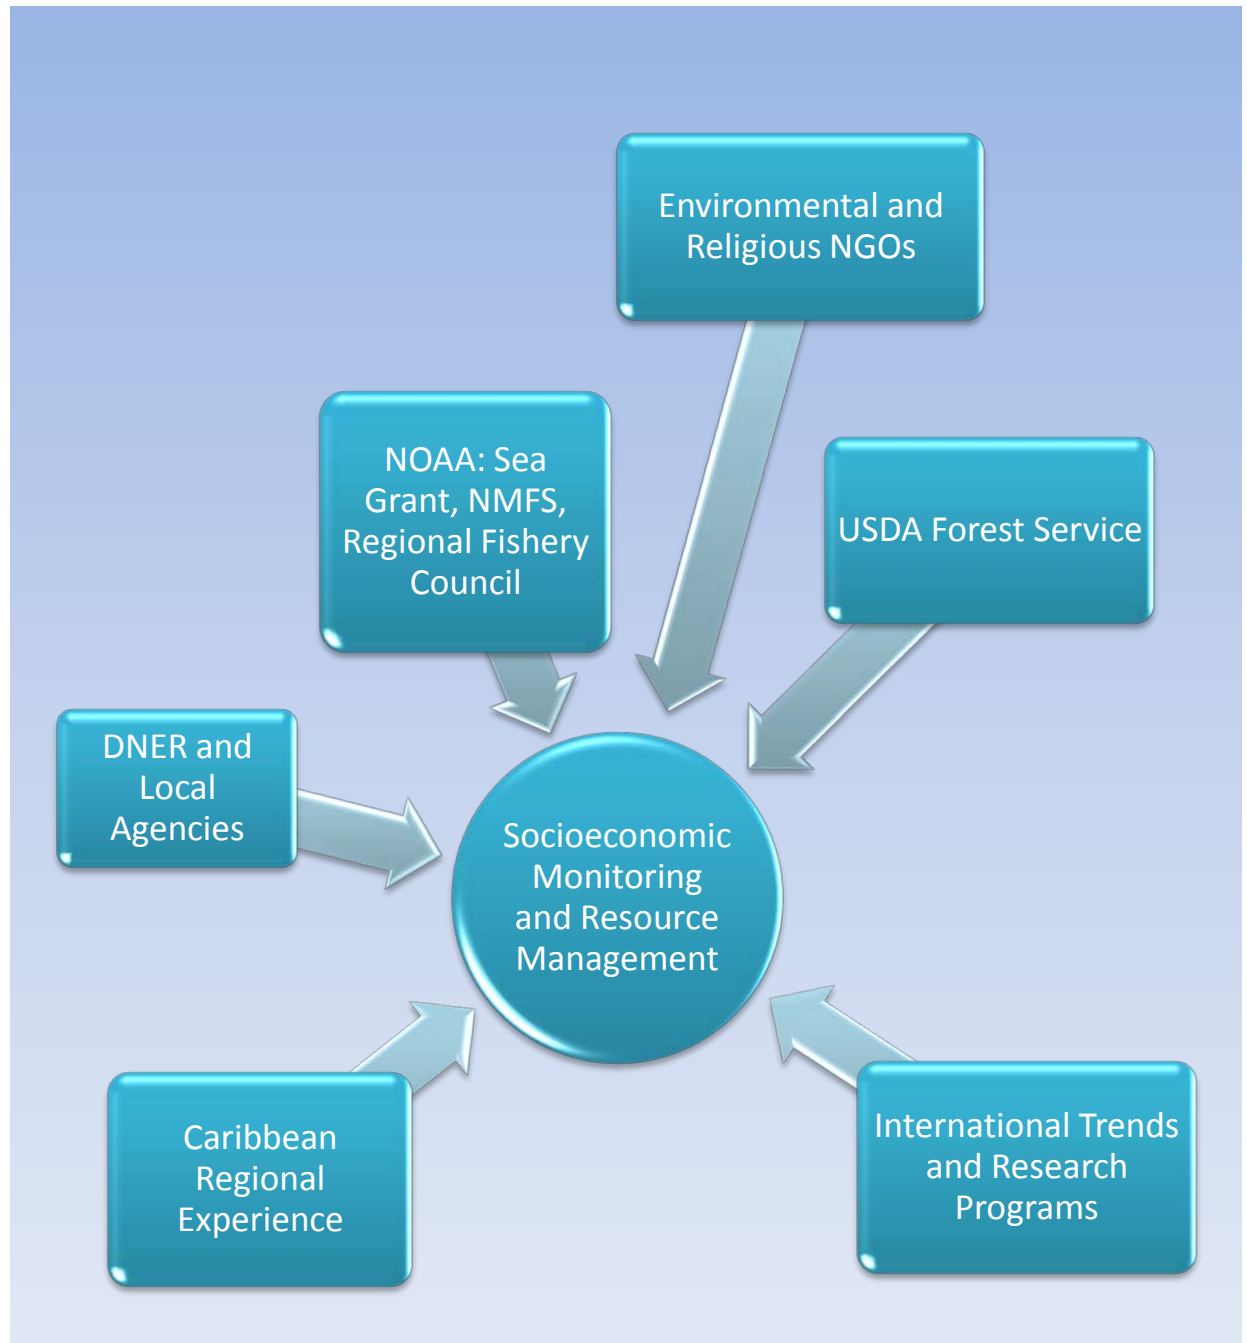 Environmental and
Religious NGOs
NOAA: Sea
Grant, NMFS,
Regional Fishery
Council
USDA Forest Service
DNER and
Local
Agencies
Socioeconomic
Monitoring
and Resource
Management
Caribbean
Regional
Experience
International Trends
and Research
Programs